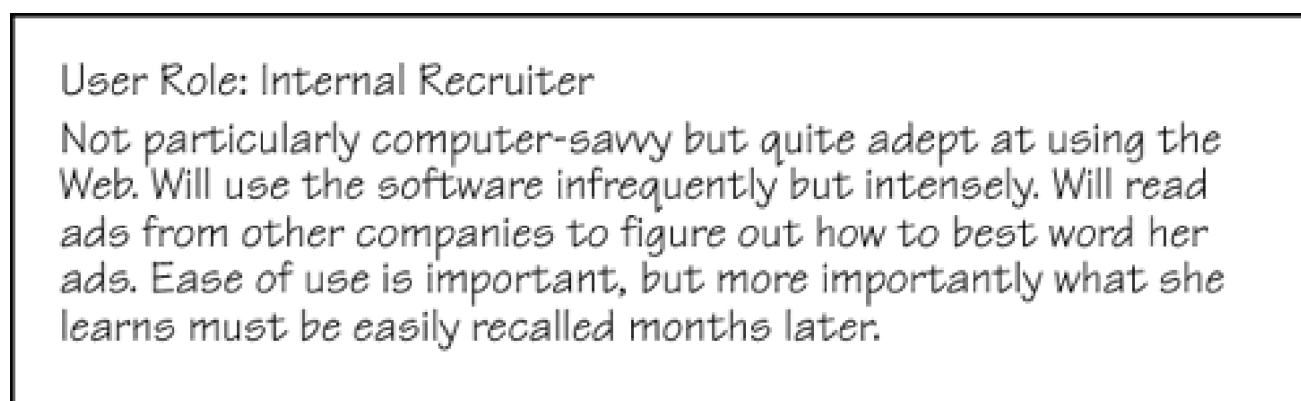 User Role: Internal Recruiter
Not particularly computer-savvy but quite adept at using the
Web. Will use the software infrequently but intensely. Will read
ads from other companies to figure out how to best word her
ads. Ease of use is important, but more importantly what she
learns must be easily recalled months later.